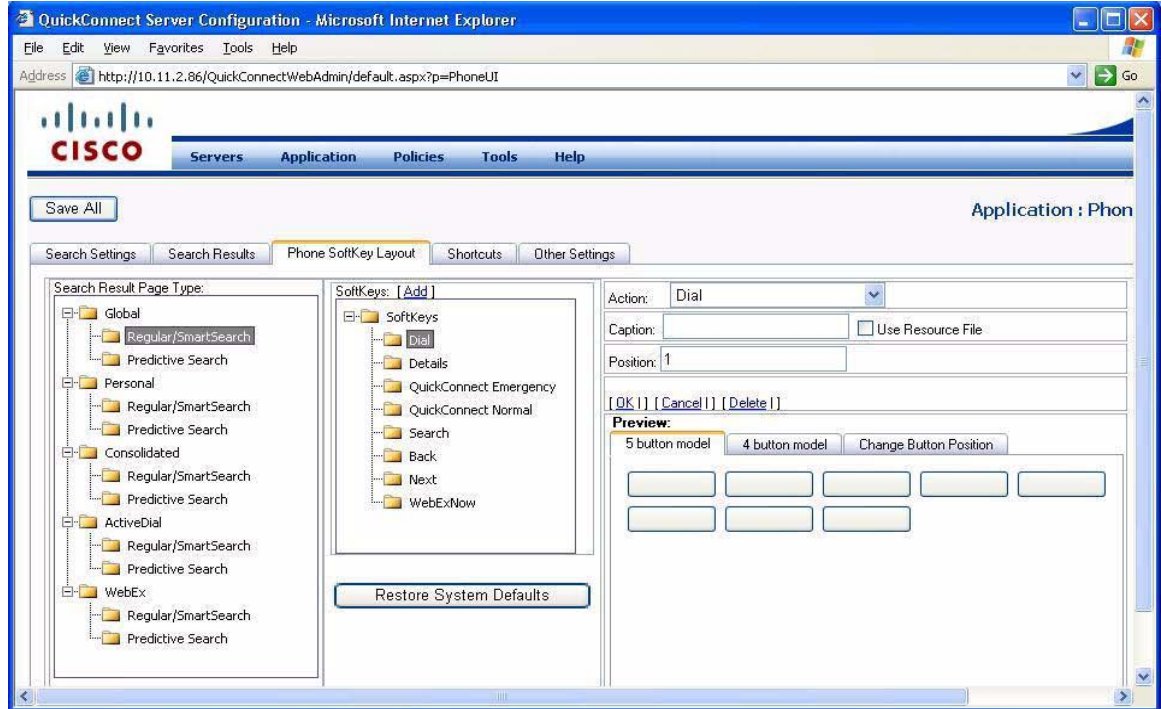 QuickConnect Server Configuration - Microsoft Internet Explorer
File Edit View Favorites Tools Help
Address http://10.11.2.86/QuickConnectWebAdmin/default.aspx?p=PhoneUI Go
CISCO
Servers Application Policies Tools Help
Save All
Application : Phon
Search Settings Search Results Phone SoftKey Layout Shortcuts Other Settings
Search Result Page Type:
Global
Regular/SmartSearch
Predictive Search
Personal
Regular/SmartSearch
Predictive Search
Consolidated
Regular/SmartSearch
Predictive Search
ActiveDial
Regular/SmartSearch
Predictive Search
WebEx
Regular/SmartSearch
Predictive Search
SoftKeys: [ Add ]
SoftKeys
Dial
Details
QuickConnect Emergency
QuickConnect Normal
Search
Back
Next
WebExNow
Restore System Defaults
Action: Dial
Caption: Use Resource File
Position: 1
[ OK | ] [ Cancel | ] [ Delete | ]
Preview:
5 button model 4 button model Change Button Position